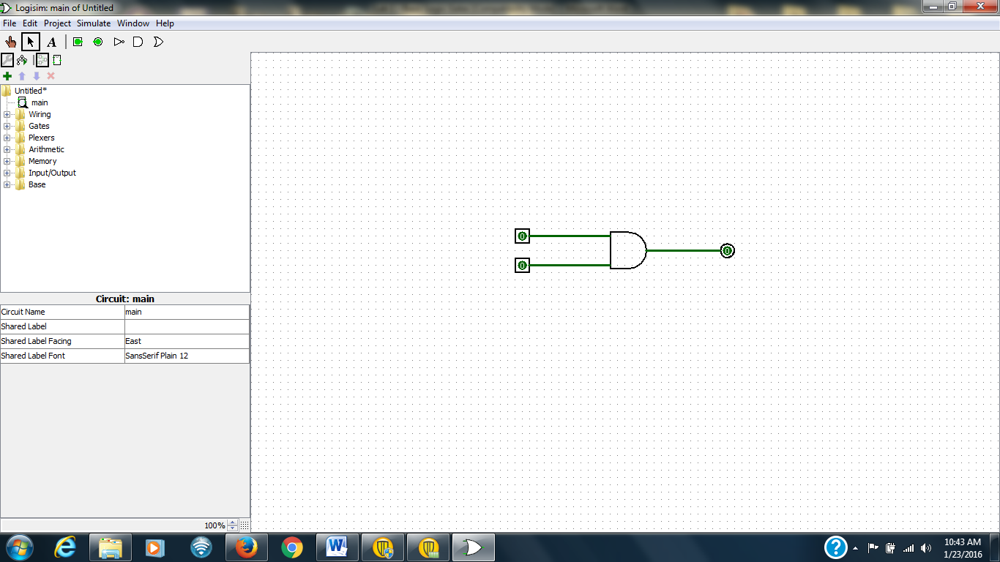 Logisim: main of Untitled
File Edit Project Simulate Window Help
A
Untitled*
main
Wiring
Gates
Plexers
Arithmetic
Memory
Input/Output
Base
0
0
0
Circuit: main
Circuit Name main
Shared Label
Shared Label Facing East
Shared Label Font SansSerif Plain 12
100%
10:43 AM
1/23/2016